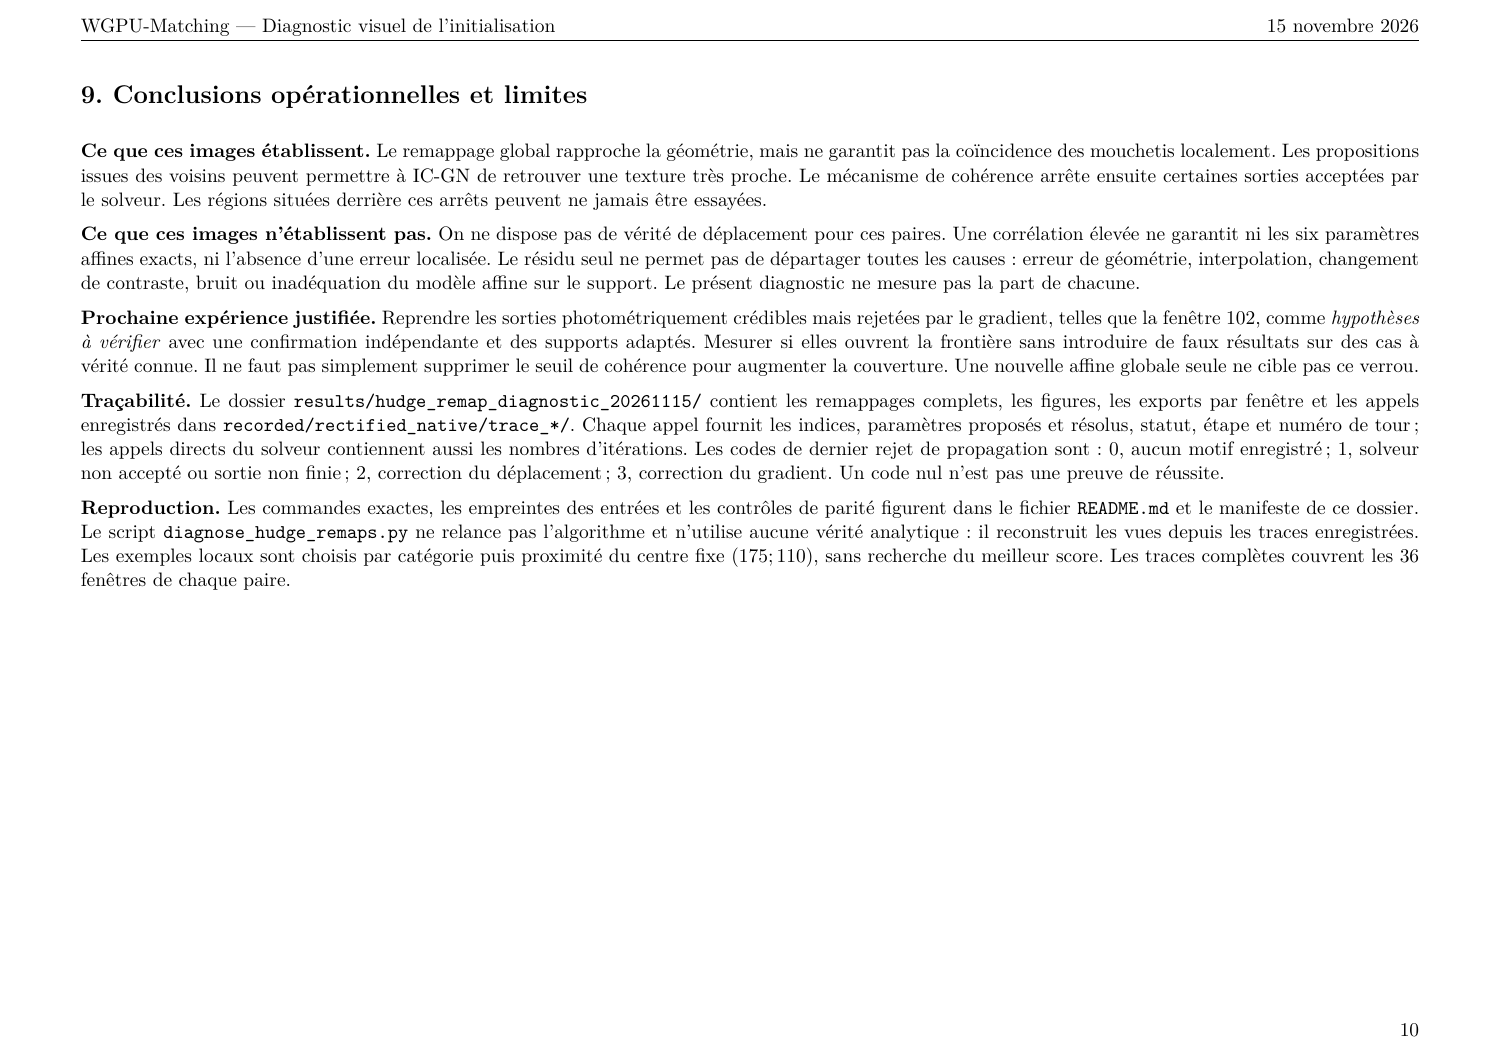 WGPU-Matching — Diagnostic visuel de l'initialisation
15 novembre 2026
9. Conclusions opérationnelles et limites
Ce que ces images établissent. Le remappage global rapproche la géométrie, mais ne garantit pas la coïncidence des mouchetis localement. Les propositions
issues des voisins peuvent permettre à IC-GN de retrouver une texture très proche. Le mécanisme de cohérence arrête ensuite certaines sorties acceptées par
le solveur. Les régions situées derrière ces arrêts peuvent ne jamais être essayées.
Ce que ces images n'établissent pas. On ne dispose pas de vérité de déplacement pour ces paires. Une corrélation élevée ne garantit ni les six paramètres
affines exacts, ni l'absence d'une erreur localisée. Le résidu seul ne permet pas de départager toutes les causes : erreur de géométrie, interpolation, changement
de contraste, bruit ou inadéquation du modèle affine sur le support. Le présent diagnostic ne mesure pas la part de chacune.
Prochaine expérience justifiée. Reprendre les sorties photométriquement crédibles mais rejetées par le gradient, telles que la fenêtre 102, comme hypothèses
à vérifier avec une confirmation indépendante et des supports adaptés. Mesurer si elles ouvrent la frontière sans introduire de faux résultats sur des cas à
vérité connue. Il ne faut pas simplement supprimer le seuil de cohérence pour augmenter la couverture. Une nouvelle affine globale seule ne cible pas ce verrou.
Traçabilité. Le dossier results/hudge_remap_diagnostic_20261115/ contient les remappages complets, les figures, les exports par fenêtre et les appels
enregistrés dans recorded/rectified_native/trace_*/. Chaque appel fournit les indices, paramètres proposés et résolus, statut, étape et numéro de tour ;
les appels directs du solveur contiennent aussi les nombres d'itérations. Les codes de dernier rejet de propagation sont : 0, aucun motif enregistré ; 1, solveur
non accepté ou sortie non finie ; 2, correction du déplacement ; 3, correction du gradient. Un code nul n'est pas une preuve de réussite.
Reproduction. Les commandes exactes, les empreintes des entrées et les contrôles de parité figurent dans le fichier README.md et le manifeste de ce dossier.
Le script diagnose_hudge_remaps.py ne relance pas l'algorithme et n'utilise aucune vérité analytique : il reconstruit les vues depuis les traces enregistrées.
Les exemples locaux sont choisis par catégorie puis proximité du centre fixe (175; 110), sans recherche du meilleur score. Les traces complètes couvrent les 36
fenêtres de chaque paire.
10